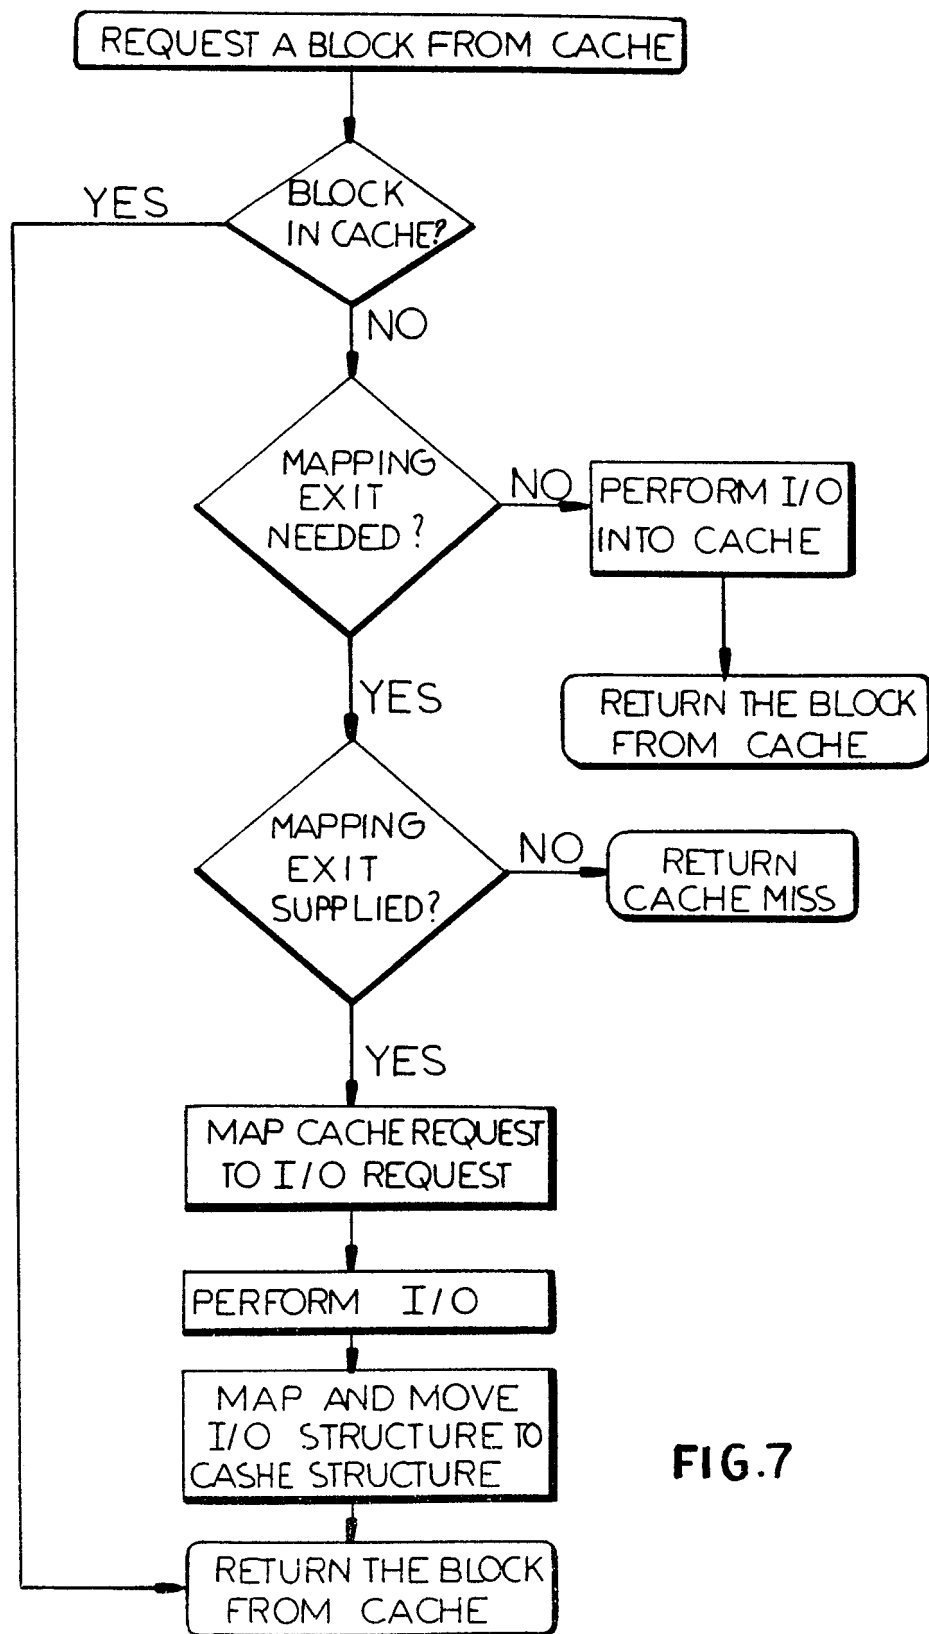 REQUEST A BLOCK FROM CACHE
BLOCK
IN CACHE?
YES
NO
MAPPING
EXIT
NEEDED?
NO
PERFORM I/O
INTO CACHE
RETURN THE BLOCK
FROM CACHE
YES
MAPPING
EXIT
SUPPLIED?
NO
RETURN
CACHE MISS
YES
MAP CACHE REQUEST
TO I/O REQUEST
PERFORM I/O
MAP AND MOVE
I/O STRUCTURE TO
CASHE STRUCTURE
RETURN THE BLOCK
FROM CACHE
FIG.7